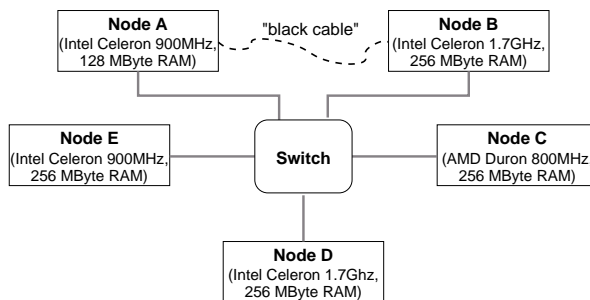 Node A
(Intel Celeron 900MHz,
128 MByte RAM)
"black cable"
Node B
(Intel Celeron 1.7GHz,
256 MByte RAM)
Node E
(Intel Celeron 900MHz,
256 MByte RAM)
Switch
Node C
(AMD Duron 800MHz,
256 MByte RAM)
Node D
(Intel Celeron 1.7Ghz,
256 MByte RAM)